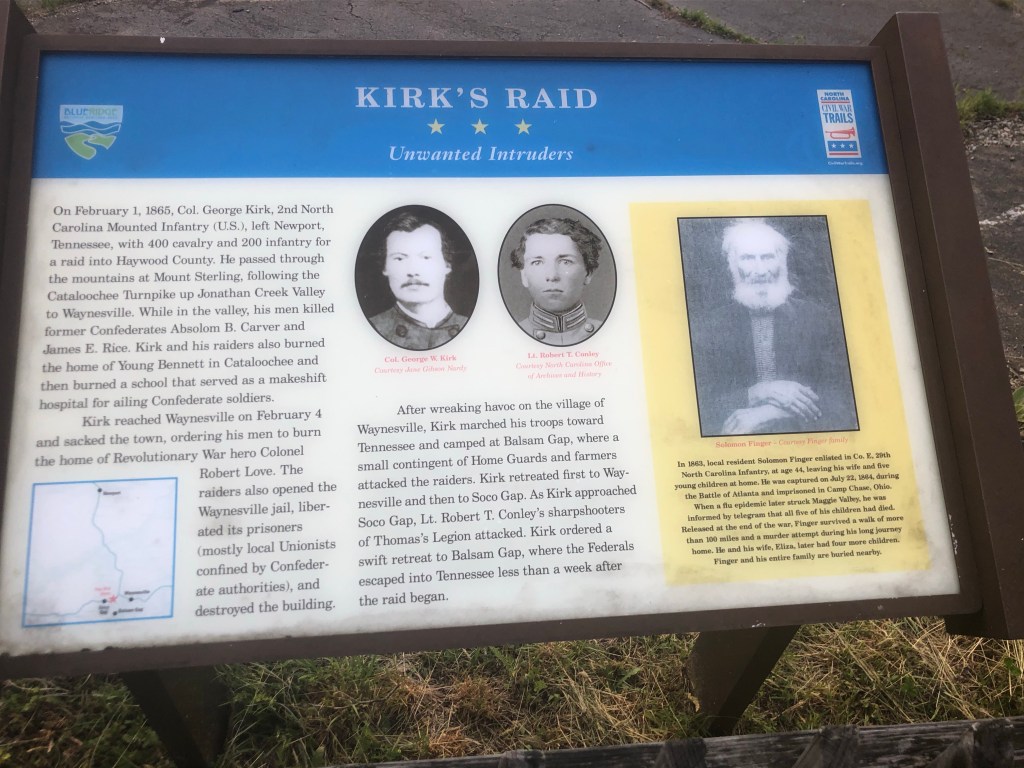 KIRK'S RAID
Unwanted Intruders
BLUE RIDGE
NORTH
CAROLINA
CIVIL WAR
TRAILS
On February 1, 1865, Col. George Kirk, 2nd North
Carolina Mounted Infantry (U.S.), left Newport,
Tennessee, with 400 cavalry and 200 infantry for
a raid into Haywood County. He passed through
the mountains at Mount Sterling, following the
Cataloochee Turnpike up Jonathan Creek Valley
to Waynesville. While in the valley, his men killed
former Confederates Absolom B. Carver and
James E. Rice. Kirk and his raiders also burned
the home of Young Bennett in Cataloochee and
then burned a school that served as a makeshift
hospital for ailing Confederate soldiers.
Kirk reached Waynesville on February 4
and sacked the town, ordering his men to burn
the home of Revolutionary War hero Colonel
Robert Love. The
raiders also opened the
Waynesville jail, liber-
ated its prisoners
(mostly local Unionists
confined by Confeder-
ate authorities), and
destroyed the building.
Col. George W. Kirk
Courtesy Jane Gibson Nardy
Lt. Robert T. Conley
Courtesy North Carolina Office
of Archives and History
After wreaking havoc on the village of
Waynesville, Kirk marched his troops toward
Tennessee and camped at Balsam Gap, where a
small contingent of Home Guards and farmers
attacked the raiders. Kirk retreated first to Way-
nesville and then to Soco Gap. As Kirk approached
Soco Gap, Lt. Robert T. Conley's sharpshooters
of Thomas's Legion attacked. Kirk ordered a
swift retreat to Balsam Gap, where the Federals
escaped into Tennessee less than a week after
the raid began.
Solomon Finger – Courtesy Finger family
In 1863, local resident Solomon Finger enlisted in Co. E, 29th
North Carolina Infantry, at age 44, leaving his wife and five
young children at home. He was captured on July 22, 1864, during
the Battle of Atlanta and imprisoned in Camp Chase, Ohio.
When a flu epidemic later struck Maggie Valley, he was
informed by telegram that all five of his children had died.
Released at the end of the war, Finger survived a walk of more
than 100 miles and a murder attempt during his long journey
home. He and his wife, Eliza, later had four more children.
Finger and his entire family are buried nearby.